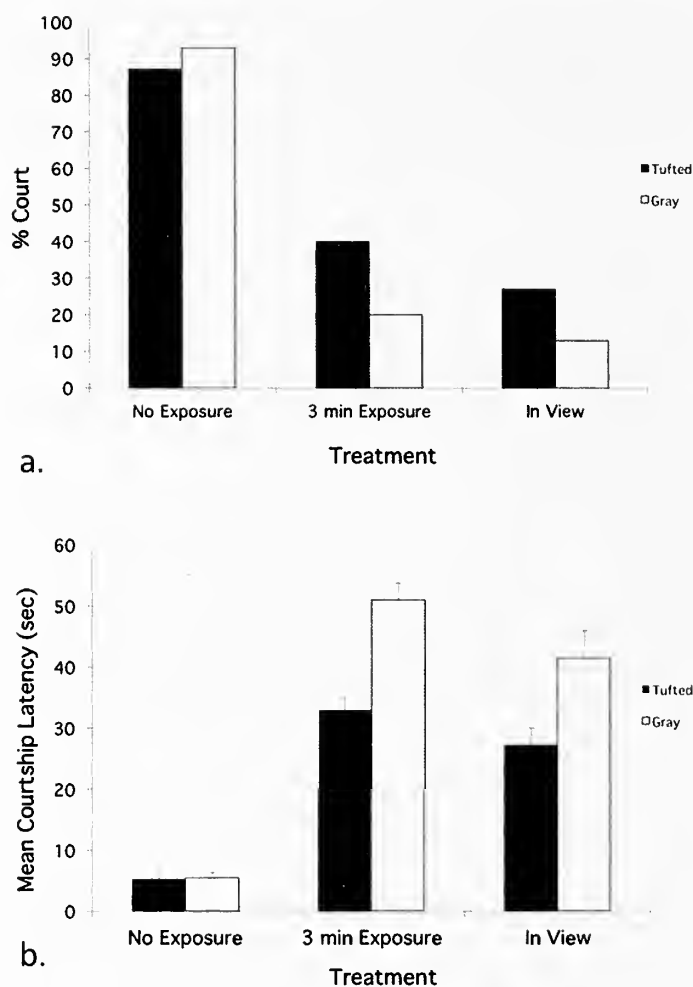 100
90
80
70
60
50
40
30
20
10
0
% Court
Tufted
Gray
No Exposure 3 min Exposure In View
a.
Treatment
60
50
40
30
20
10
0
Mean Courtship Latency (sec)
Tufted
Gray
No Exposure 3 min Exposure In View
b.
Treatment